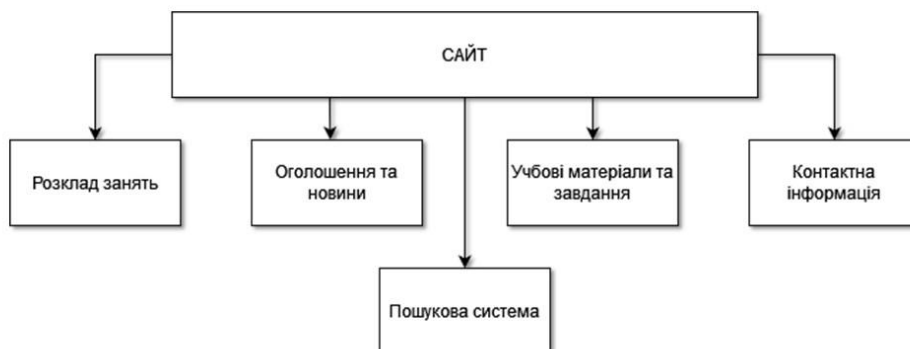 САЙТ
Розклад занять
Оголошення та
новини
Учбові матеріали та
завдання
Контактна
інформація
Пошукова система